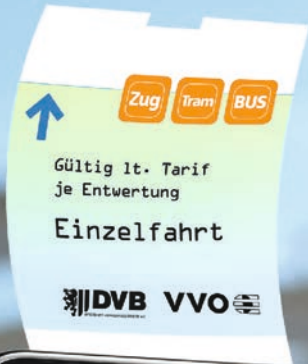 Zug Tram BUS
Gültig lt. Tarif
je Entwertung
Einzelfahrt
DVB VVO